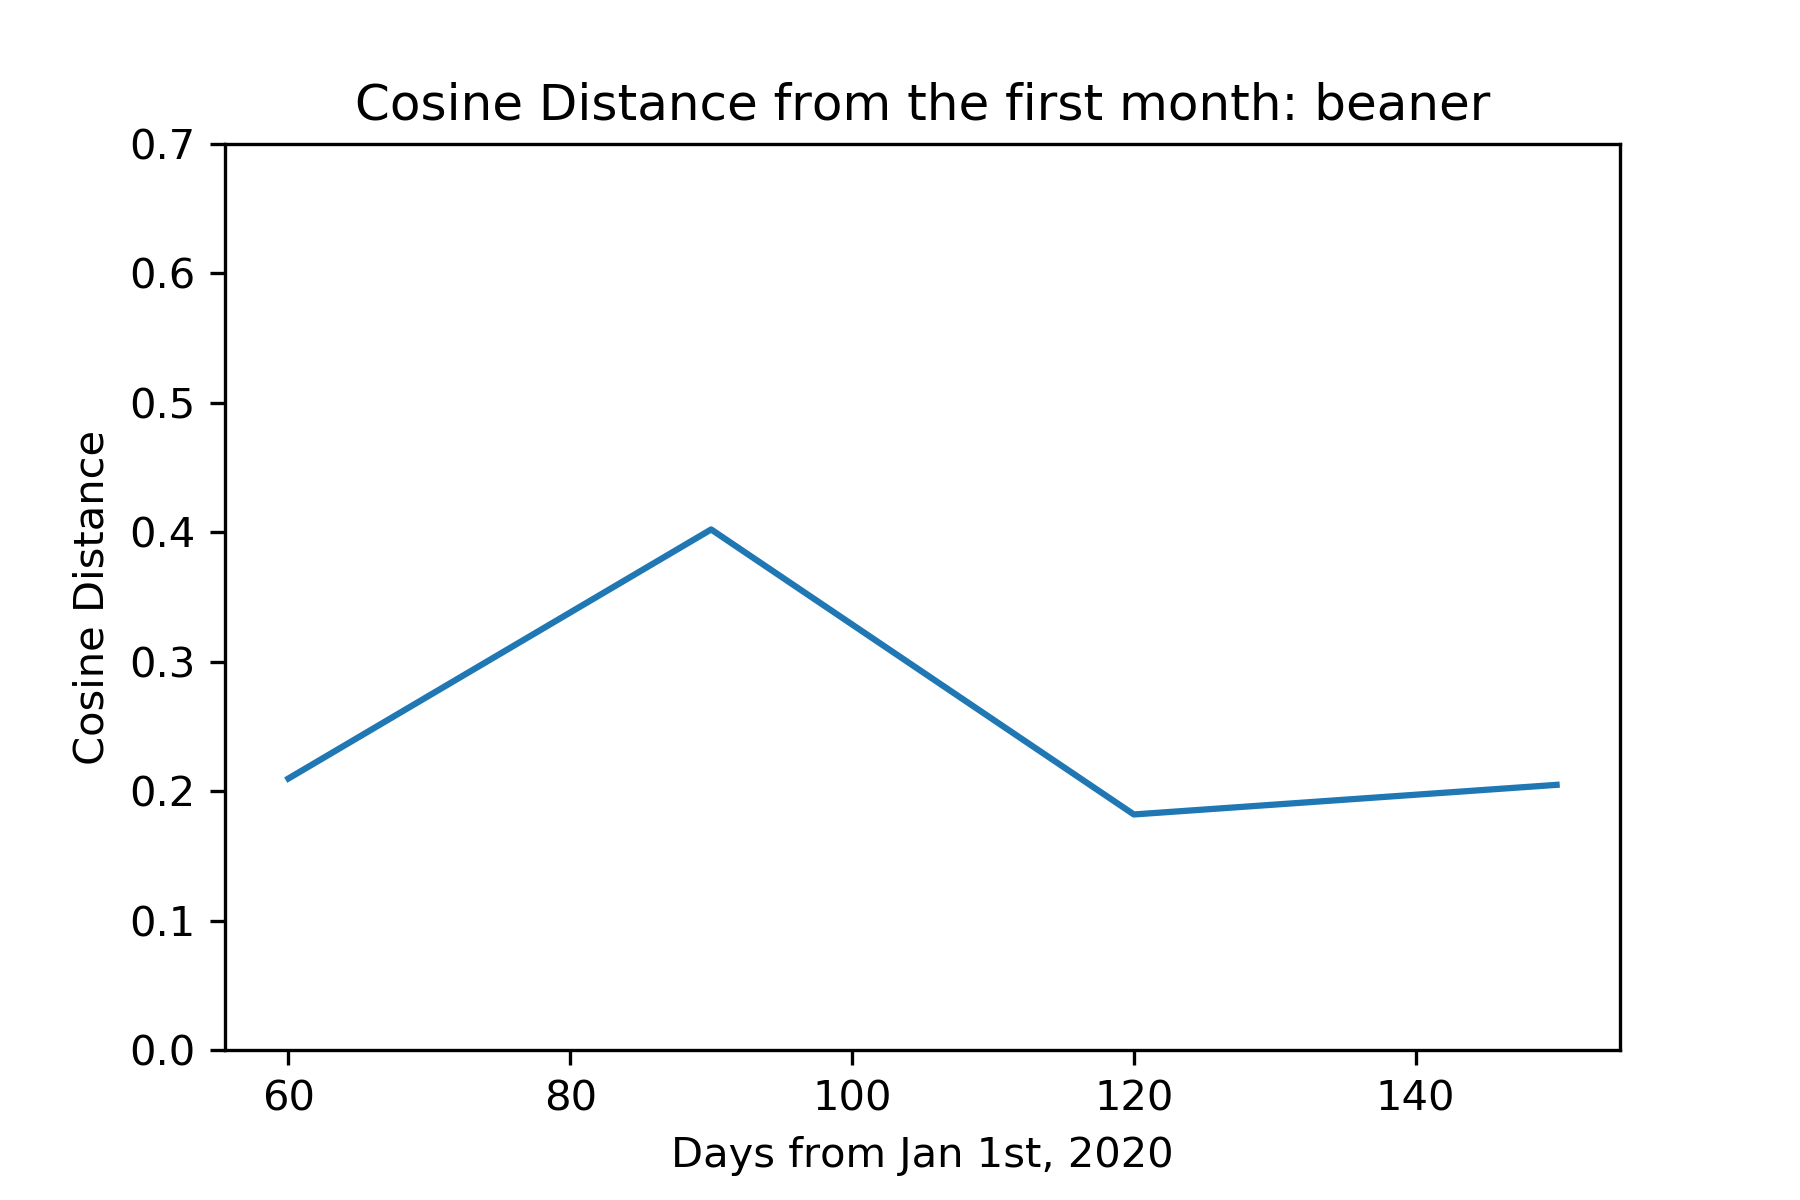 Cosine Distance from the first month: beaner
0.7
0.6
0.5
0.4
0.3
0.2
0.1
0.0
Cosine Distance
60 80 100 120 140
Days from Jan 1st, 2020